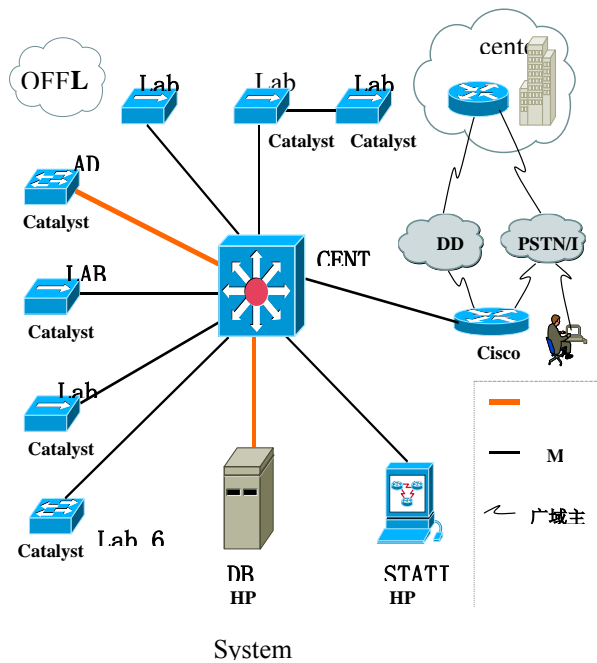 OFFL
Lab
Lab
Lab
cente
Catalyst
Catalyst
AD
Catalyst
DD
PSTN/I
CENT
LAB
Catalyst
Cisco
Lab
Catalyst
M
广域主
Catalyst
Lab 6
DB
HP
STATI
HP
System